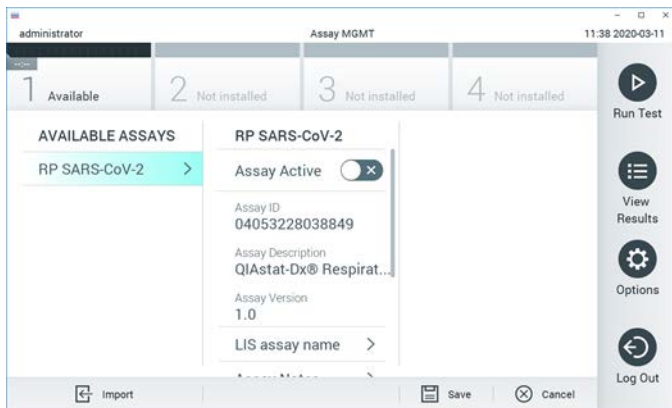 administrator
Assay MGMT
11:38 2020-03-11
1 Available
2 Not installed
3 Not installed
4 Not installed
Run Test
View
Results
Options
Log Out
AVAILABLE ASSAYS
RP SARS-CoV-2
RP SARS-CoV-2
Assay Active
Assay ID
04053228038849
Assay Description
QIAstat-Dx® Respirat...
Assay Version
1.0
LIS assay name
Import
Save
Cancel